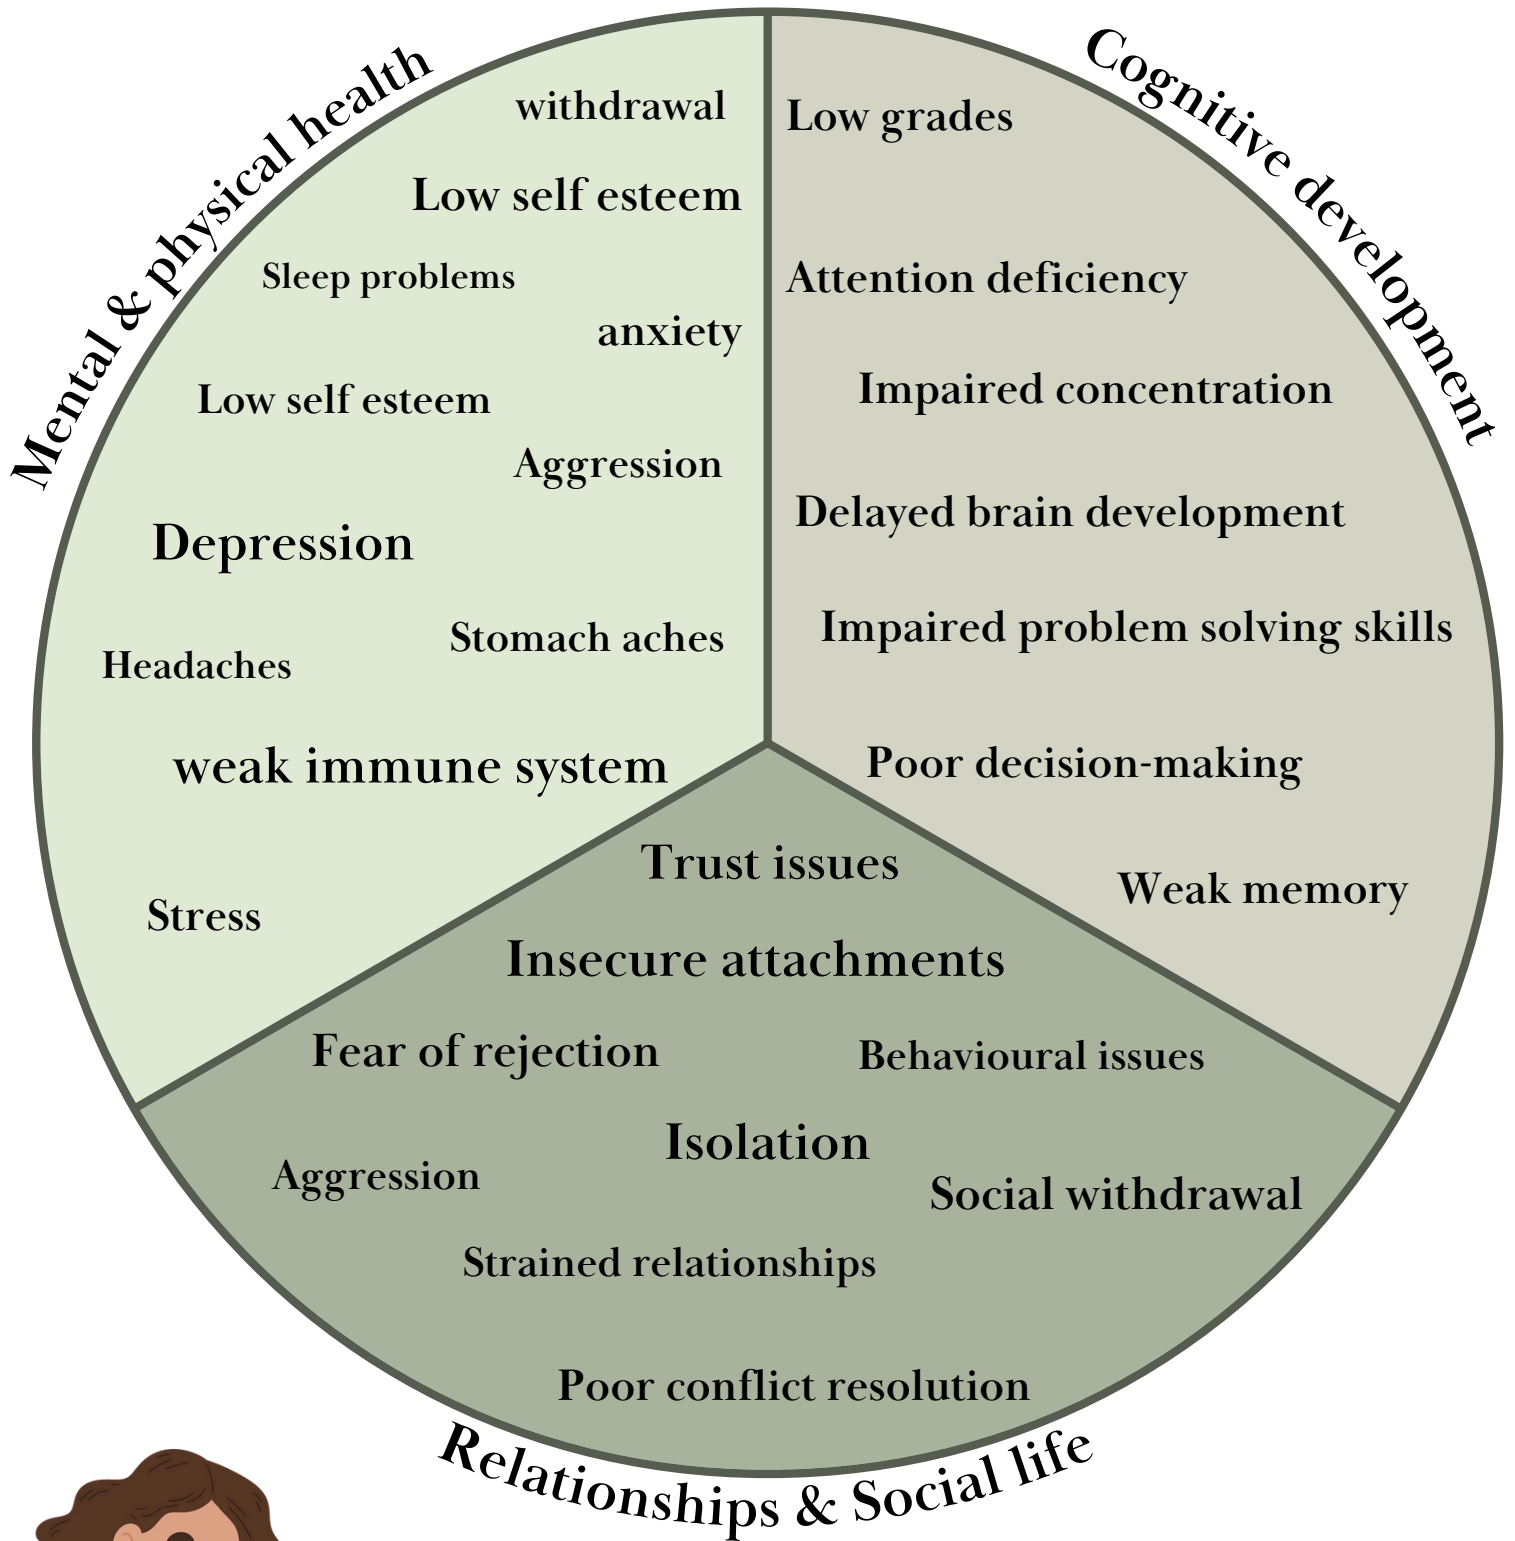 Mental & physical health
withdrawal
Low self esteem
Sleep problems
anxiety
Low self esteem
Aggression
Depression
Stomach aches
Headaches
weak immune system
Stress
Cognitive development
Low grades
Attention deficiency
Impaired concentration
Delayed brain development
Impaired problem solving skills
Poor decision-making
Weak memory
Trust issues
Insecure attachments
Fear of rejection
Behavioural issues
Isolation
Aggression
Social withdrawal
Strained relationships
Poor conflict resolution
Relationships & Social life